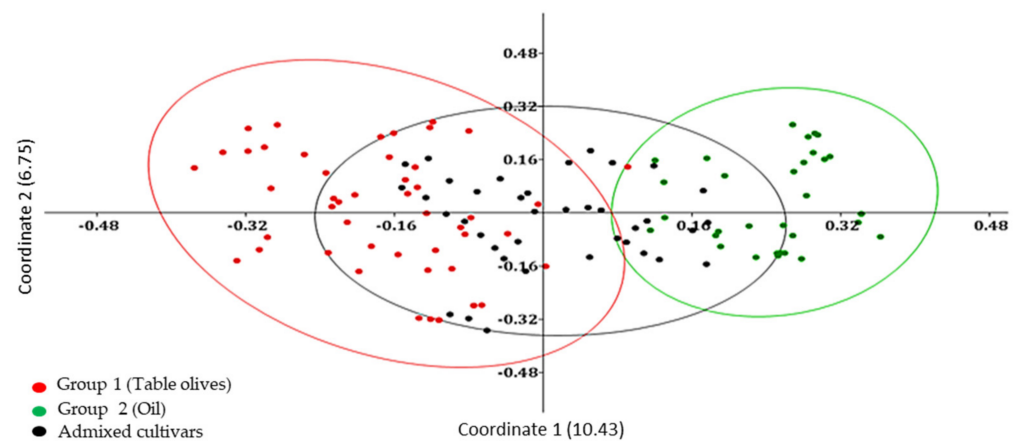 0.48
0.32
0.16
-0.48 -0.32 -0.16 0.16 0.32 0.48
-0.16
-0.32
-0.48
Coordinate 2 (6.75)
Group 1 (Table olives)
Group 2 (Oil)
Admixed cultivars
Coordinate 1 (10.43)